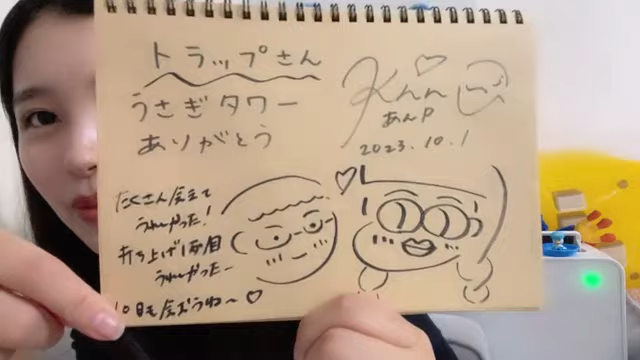 トラップさん
うさぎタワー
ありがとう
あんP
2023.10.1
たくさん会えて
うれしかった!
打ち上げ1番目
うれしかったー
10月も会おうね〜♡